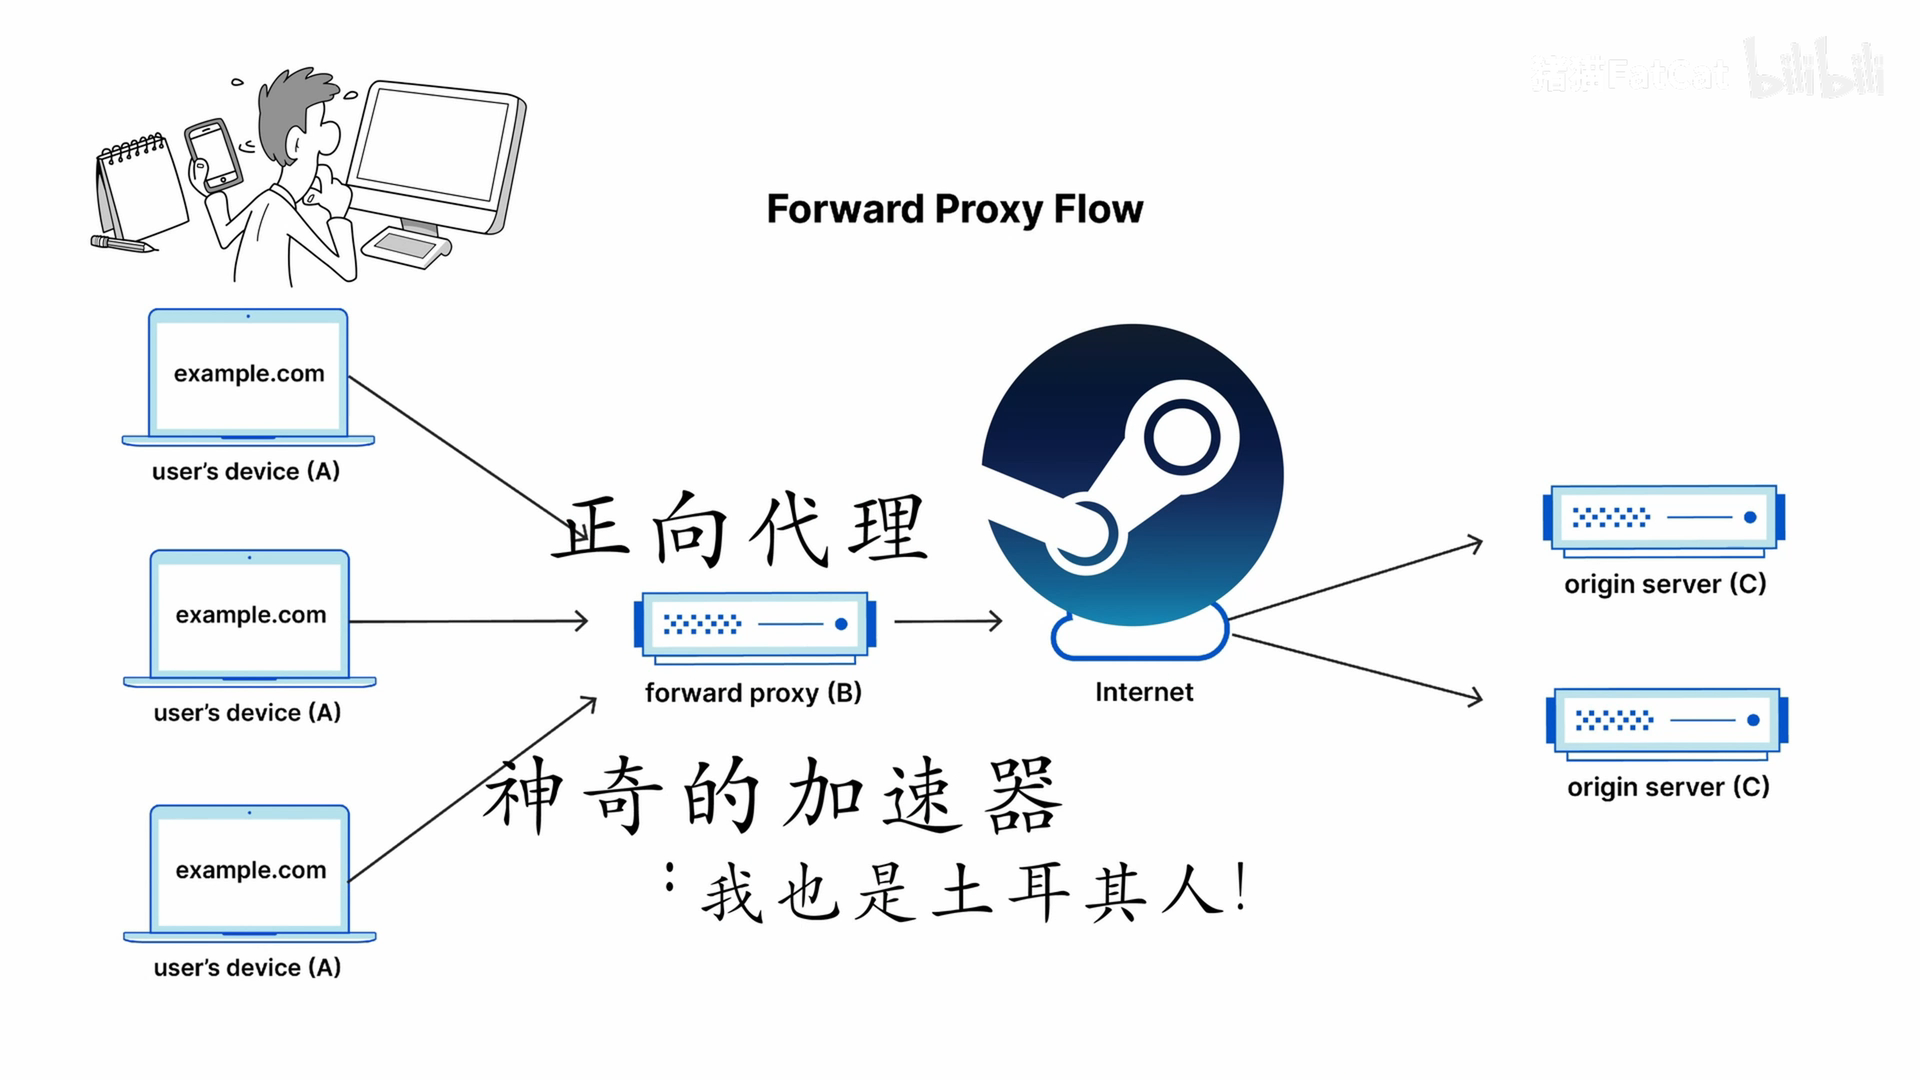 猪猫FatCat bilibili
Forward Proxy Flow
example.com
user's device (A)
正向代理
origin server (C)
example.com
user's device (A)
forward proxy (B)
Internet
origin server (C)
神奇的加速器
：我也是土耳其人！
example.com
user's device (A)